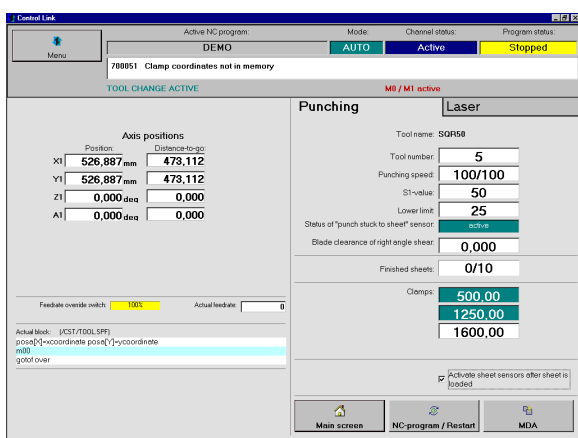 Control Link
Menu
Active NC program: Mode: Channel status: Program status:
DEMO AUTO Active Stopped
700051 Clamp coordinates not in memory
TOOL CHANGE ACTIVE M0 / M1 active
Punching Laser
Axis positions
Position: Distance-to-go:
X1 526,887 mm 473,112
Y1 526,887 mm 473,112
Z1 0,000 deg 0,000
A1 0,000 deg 0,000
Feedrate override switch: 100% Actual feedrate: 0
Actual block: (/CST/TOOL.SPF)
posa[X]=xcoordinate posa[Y]=ycoordinate
m00
gotof over
Tool name: SQR50
Tool number: 5
Punching speed: 100/100
S1-value: 50
Lower limit: 25
Status of "punch stuck to sheet" sensor: active
Blade clearance of right angle shear: 0,000
Finished sheets: 0/10
Clamps: 500,00
1250,00
1600,00
Activate sheet sensors after sheet is
loaded
Main screen NC-program / Restart MDA